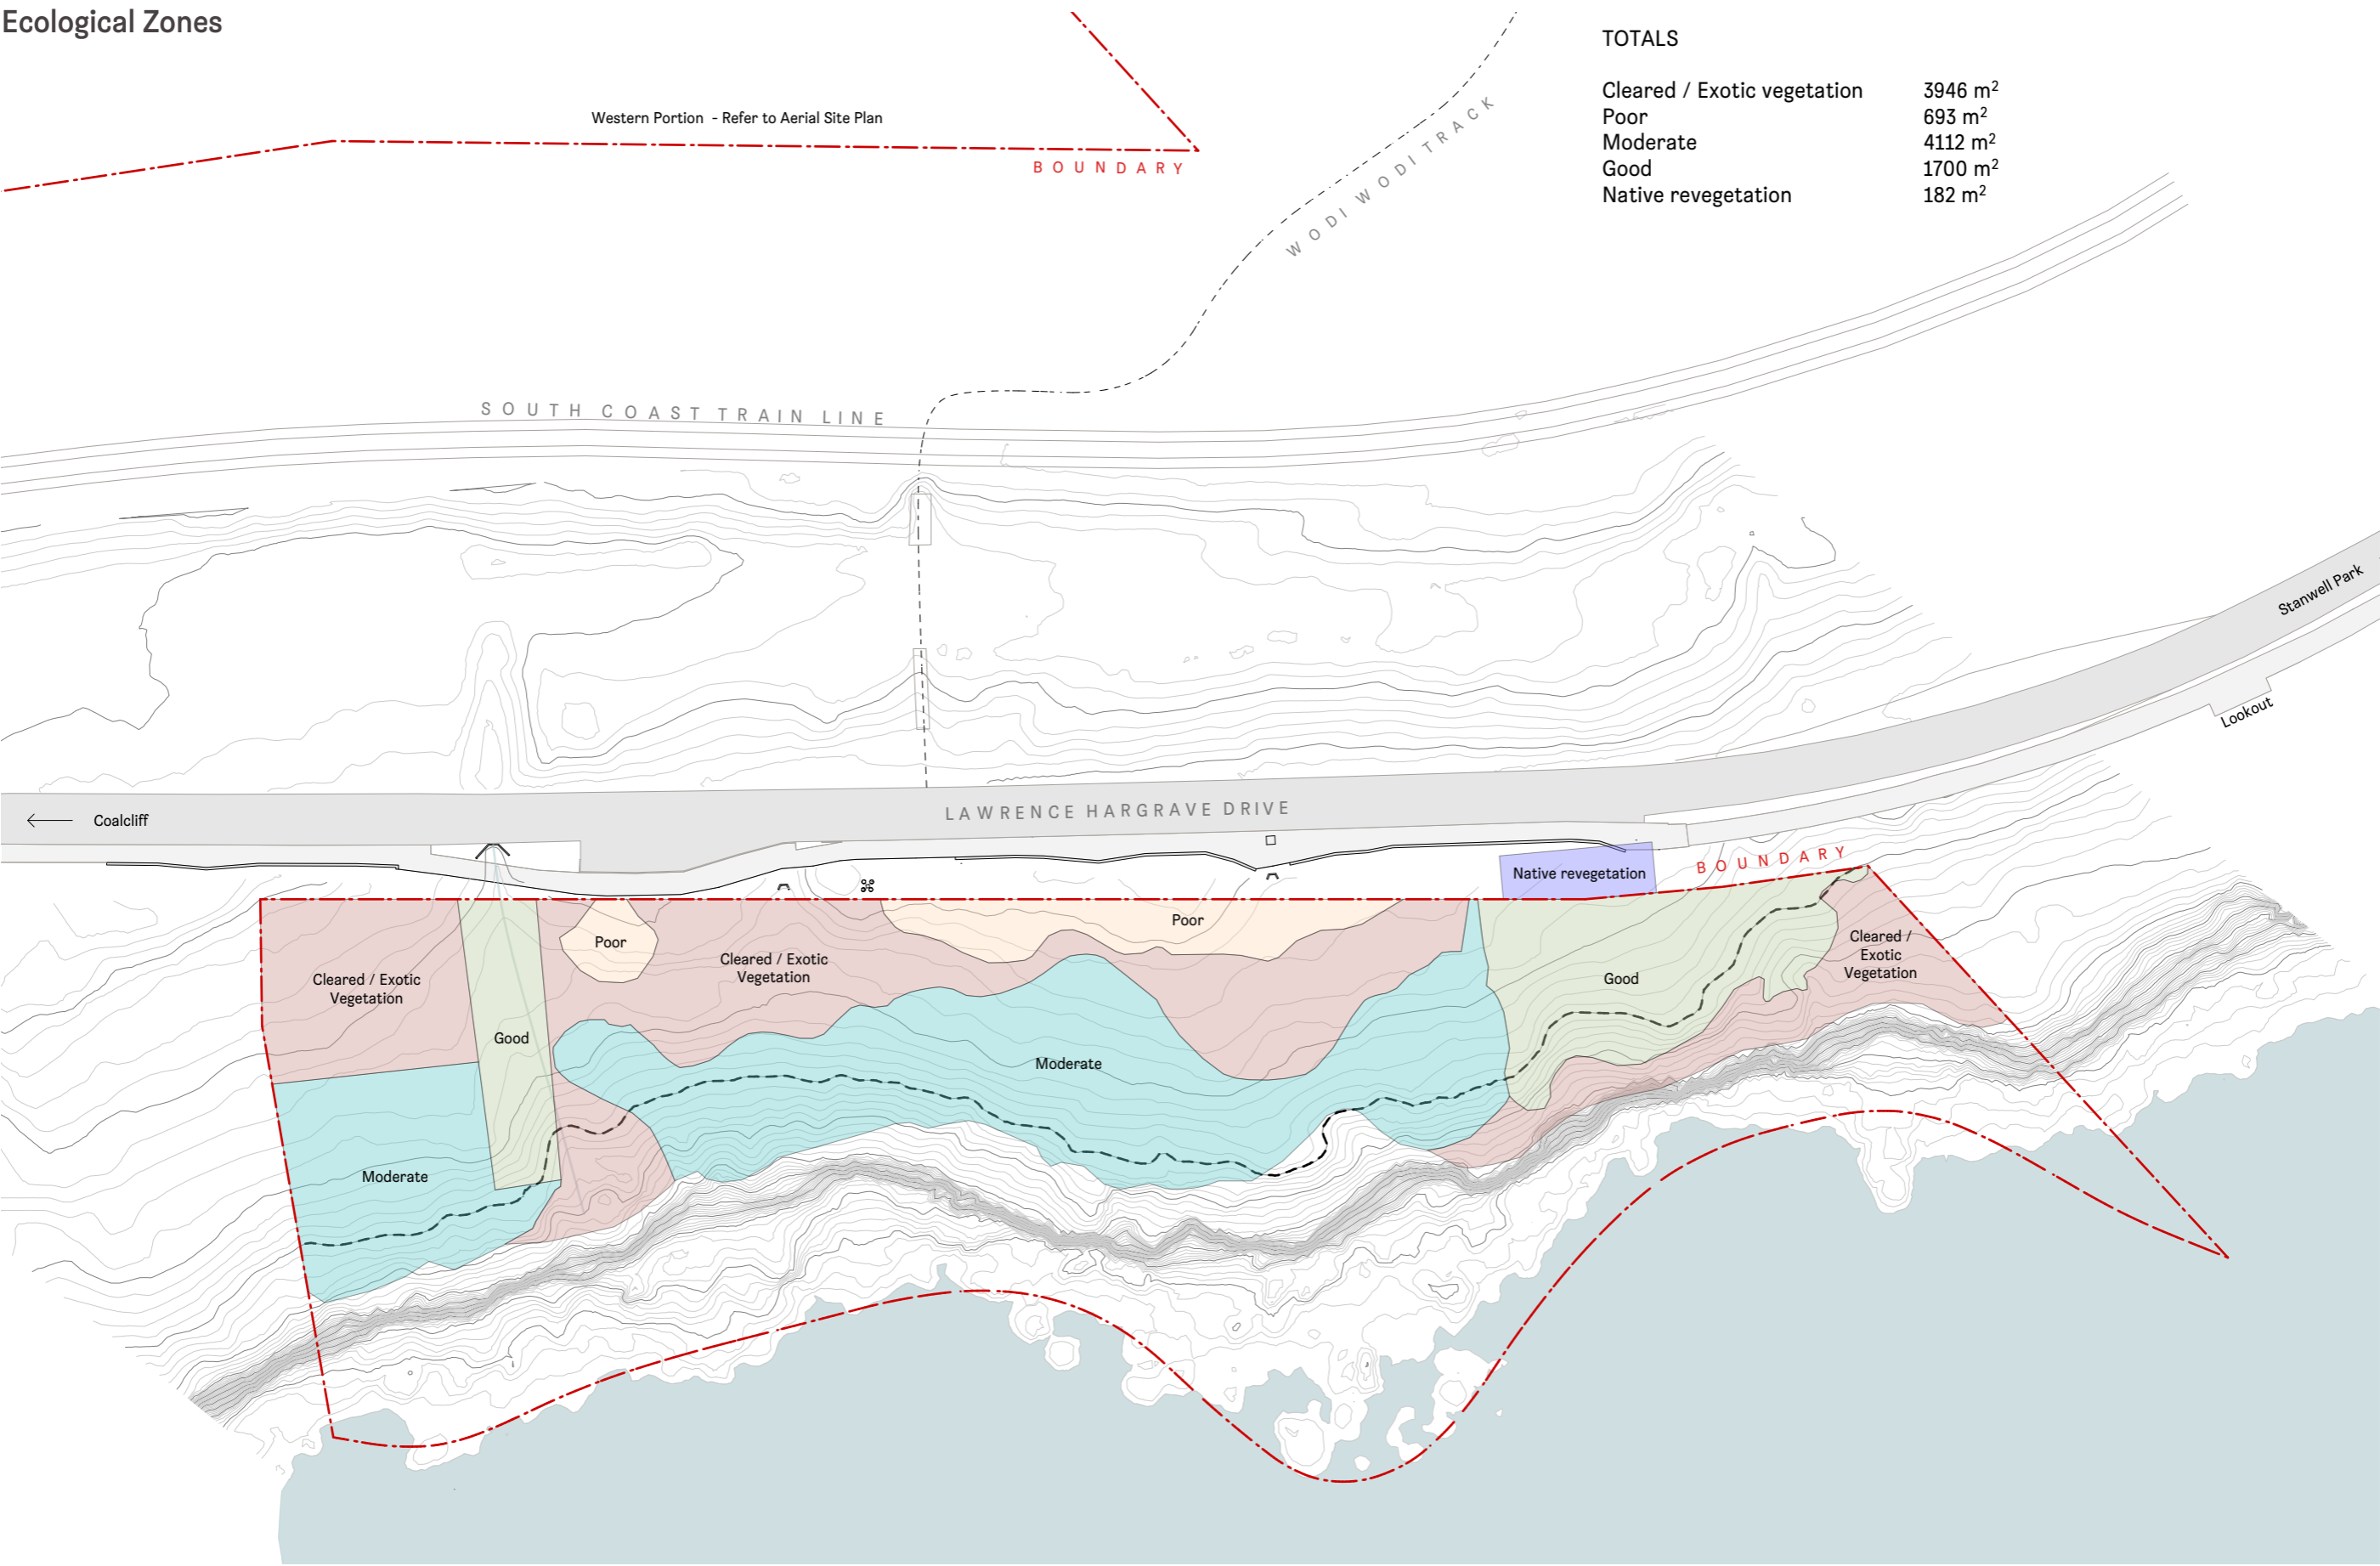 Ecological Zones
TOTALS
Cleared / Exotic vegetation 3946 m²
Poor 693 m²
Moderate 4112 m²
Good 1700 m²
Native revegetation 182 m²
Western Portion - Refer to Aerial Site Plan
BOUNDARY
WODI WODI TRACK
SOUTH COAST TRAIN LINE
Stanwell Park
Lookout
LAWRENCE HARGRAVE DRIVE
Coalcliff
BOUNDARY
Native revegetation
Poor
Poor
Cleared / Exotic
Vegetation
Cleared / Exotic
Vegetation
Cleared /
Exotic
Vegetation
Good
Good
Moderate
Moderate